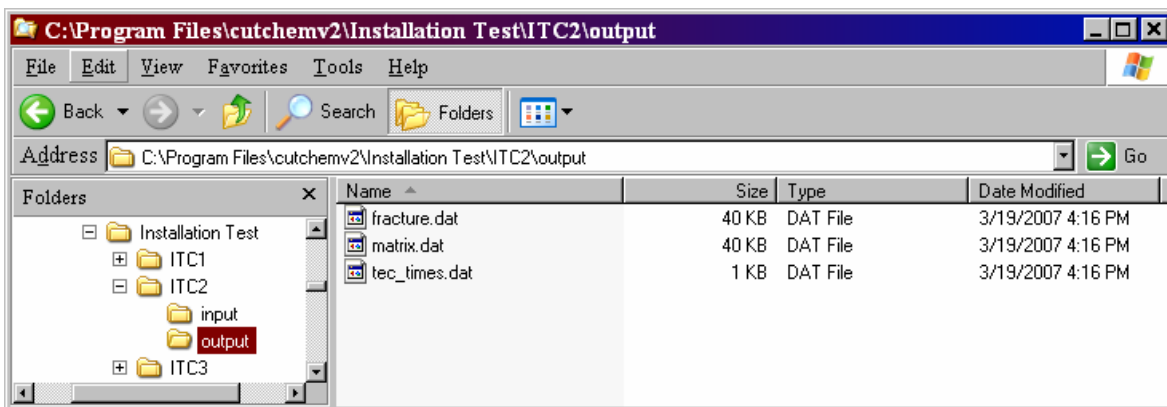 C:\Program Files\cutchemv2\Installation Test\ITC2\output
File Edit View Favorites Tools Help
Back Search Folders
Address C:\Program Files\cutchemv2\Installation Test\ITC2\output Go
Folders
Name Size Type Date Modified
Installation Test
ITC1
ITC2
input
output
ITC3
fracture.dat 40 KB DAT File 3/19/2007 4:16 PM
matrix.dat 40 KB DAT File 3/19/2007 4:16 PM
tec_times.dat 1 KB DAT File 3/19/2007 4:16 PM